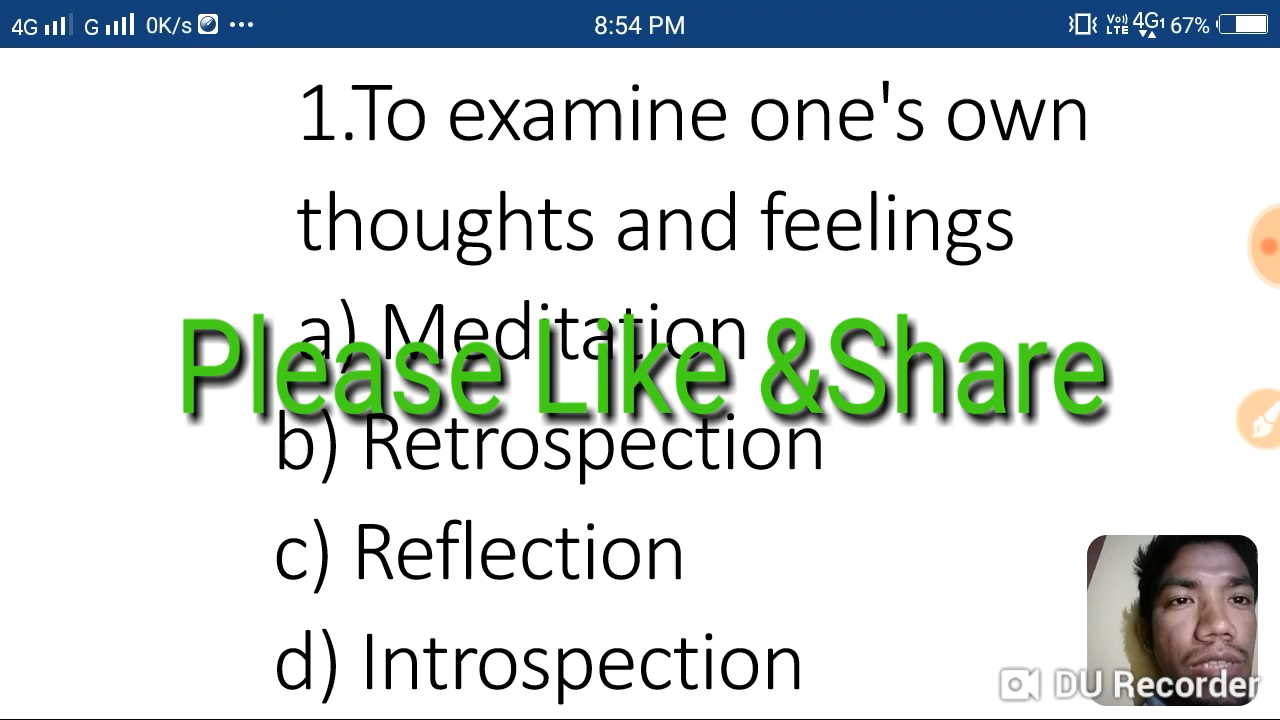 4G G 0K/s ••• 8:54 PM Vo)) LTE 4G1 67%
1.To examine one's own
thoughts and feelings
a) Meditation
Please Like &Share
b) Retrospection
c) Reflection
d) Introspection
DU Recorder